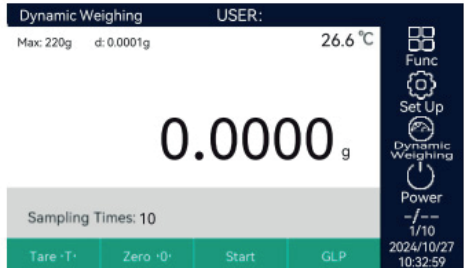 Dynamic Weighing USER:
Max: 220g d: 0.0001g 26.6 ℃
0.0000 g
Sampling Times: 10
Tare ·T· Zero ·0· Start GLP
Func
Set Up
Dynamic
Weighing
Power
-/--
1/10
2024/10/27
10:32:59